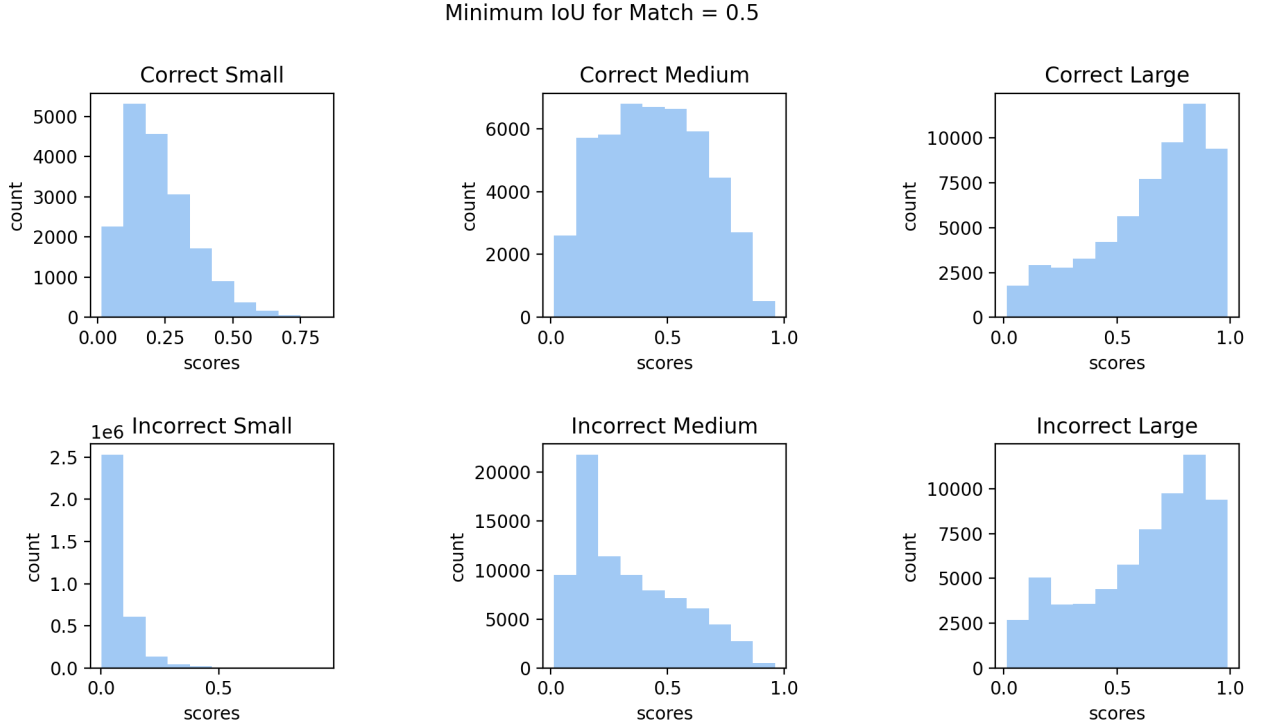 Minimum IoU for Match = 0.5
Correct Small
5000
4000
3000
2000
1000
0
count
0.00 0.25 0.50 0.75
scores
Correct Medium
6000
4000
2000
0
count
0.0 0.5 1.0
scores
Correct Large
10000
7500
5000
2500
0
count
0.0 0.5 1.0
scores
1e6 Incorrect Small
2.5
2.0
1.5
1.0
0.5
0.0
count
0.0 0.5
scores
Incorrect Medium
20000
15000
10000
5000
0
count
0.0 0.5 1.0
scores
Incorrect Large
10000
7500
5000
2500
0
count
0.0 0.5 1.0
scores